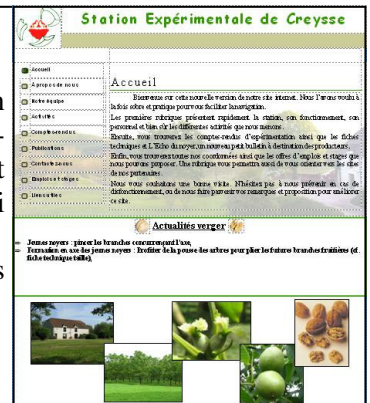 Station Expérimentale de Creysse
Accueil
A propos de nous
Notre équipe
Activités
Compte-rendus
Publications
Contactez-nous
Emplois et stages
Liens utiles
Accueil
Bienvenue sur cette nouvelle version de notre site internet. Nous l'avons voulu à
la fois sobre et pratique pour vous faciliter la navigation.
Les premières rubriques présentent rapidement la station, son fonctionnement, son
personnel et bien sûr les différentes activités que nous menons.
Ensuite, vous trouverez les comptes-rendus d'expérimentation ainsi que les fiches
techniques et L'Echo du noyer, un nouveau petit bulletin à destination des producteurs.
Enfin, vous trouverez toutes nos coordonnées ainsi que les offres d'emplois et stages que
nous pouvons proposer. Une rubrique vous permettra aussi de vous orienter vers les sites
de nos partenaires.
Nous vous souhaitons une bonne visite. N'hésitez pas à nous prévenir en cas de
disfonctionnement, ou de nous faire parvenir vos remarques et proposition pour améliorer
ce site.
Actualités verger
Jeunes noyers : pincer les branches concurrençant l'axe,
Formation en axe des jeunes noyers : Profiter de la pousse des arbres pour plier les futures branches fruitières (cf.
fiche technique taille),